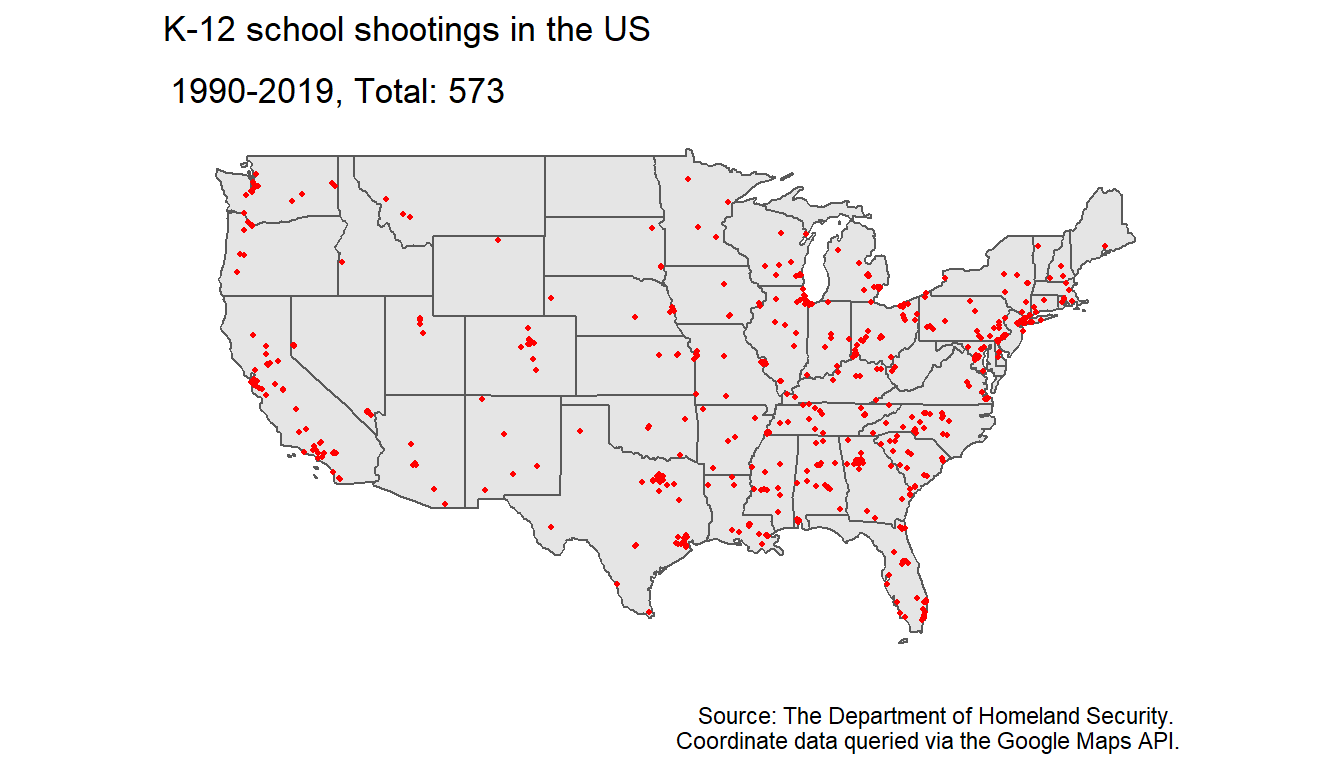 K-12 school shootings in the US
1990-2019, Total: 573
Source: The Department of Homeland Security.
Coordinate data queried via the Google Maps API.